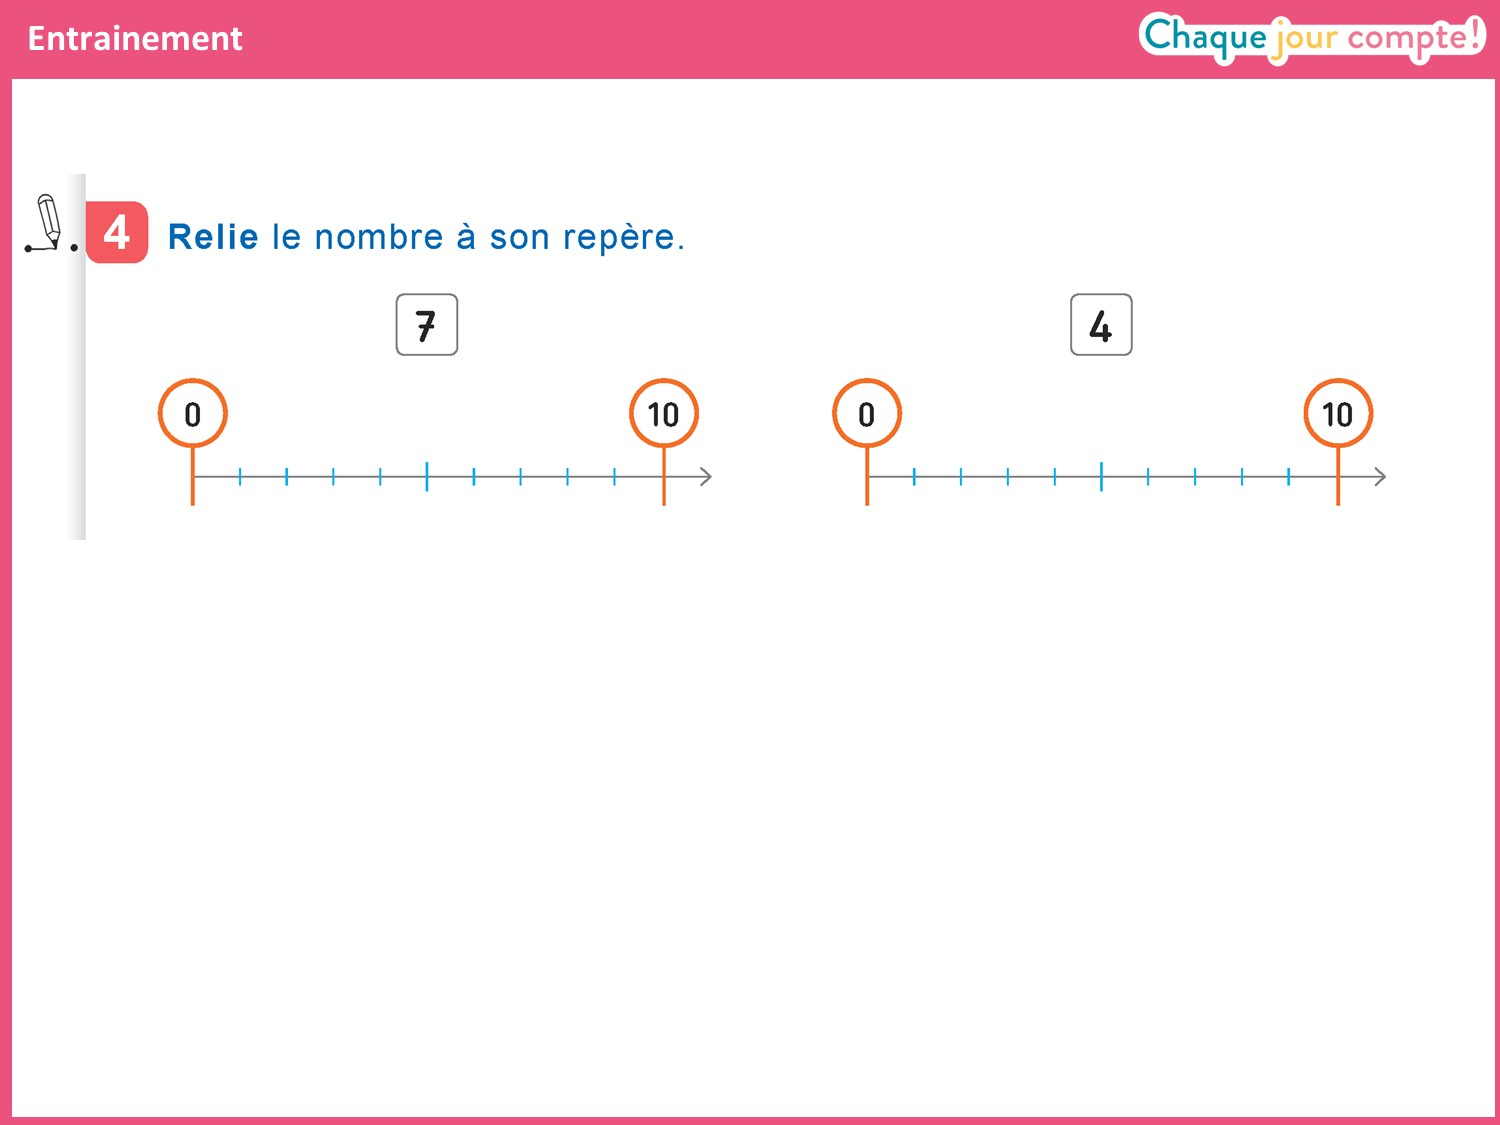 Entrainement
Chaque jour compte!
4 Relie le nombre à son repère.
7 4
0 10 0 10